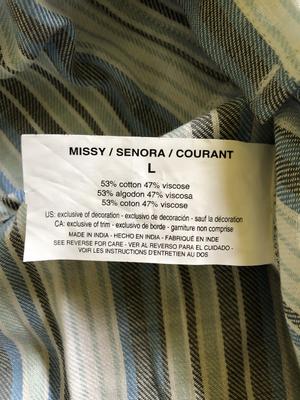 MISSY / SENORA / COURANT
L
53% cotton 47% viscose
53% algodon 47% viscosa
53% coton 47% viscose
US: exclusive of decoration - exclusivo de decoración - sauf la décoration
CA: exclusive of trim - exclusivo de borde - garniture non comprise
MADE IN INDIA - HECHO EN INDIA - FABRIQUÉ EN INDE
SEE REVERSE FOR CARE - VER AL REVERSO PARA EL CUIDADO -
VOIR LES INSTRUCTIONS D'ENTRETIEN AU DOS